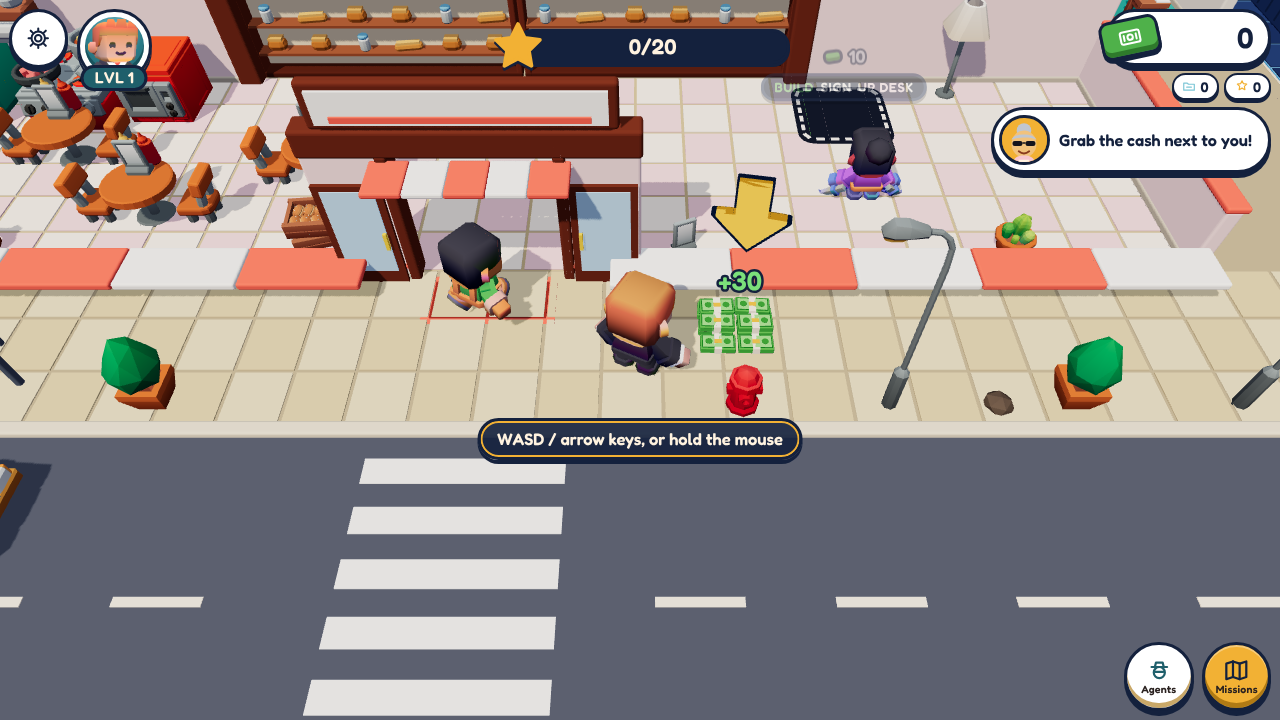 LVL 1
0/20
10
BUILD SIGN UP DESK
0
0
0
Grab the cash next to you!
+30
WASD / arrow keys, or hold the mouse
Agents
Missions